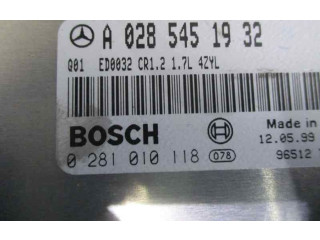 A 028 545 19 32
Q01 ED0032 CR1.2 1.7L 4ZYL
BOSCH
Made in
0 281 010 118 078
12.05.99
96512